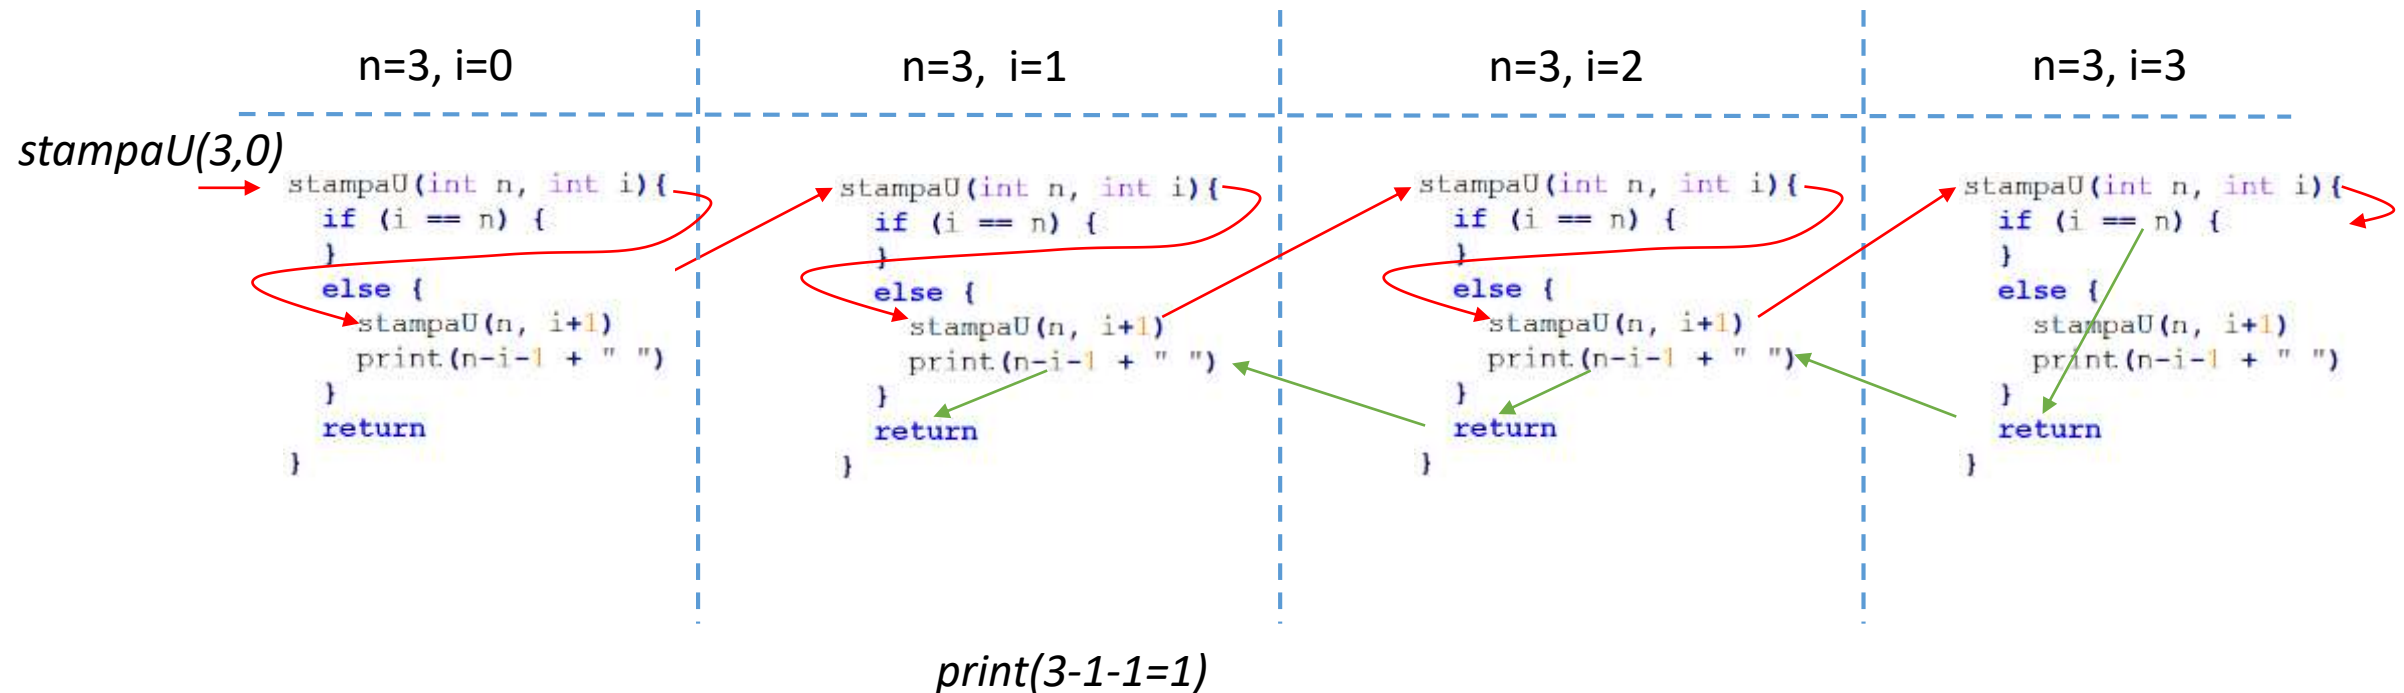 n=3, i=0
n=3,  i=1
n=3, i=2
n=3, i=3
stampaU(3,0)
stampaU(int n, int i){
  if (i == n) {
  }
  else {
    stampaU(n, i+1)
    print(n-i-1 + " ")
  }
  return
}
stampaU(int n, int i){
  if (i == n) {
  }
  else {
    stampaU(n, i+1)
    print(n-i-1 + " ")
  }
  return
}
stampaU(int n, int i){
  if (i == n) {
  }
  else {
    stampaU(n, i+1)
    print(n-i-1 + " ")
  }
  return
}
stampaU(int n, int i){
  if (i == n) {
  }
  else {
    stampaU(n, i+1)
    print(n-i-1 + " ")
  }
  return
}
print(3-1-1=1)